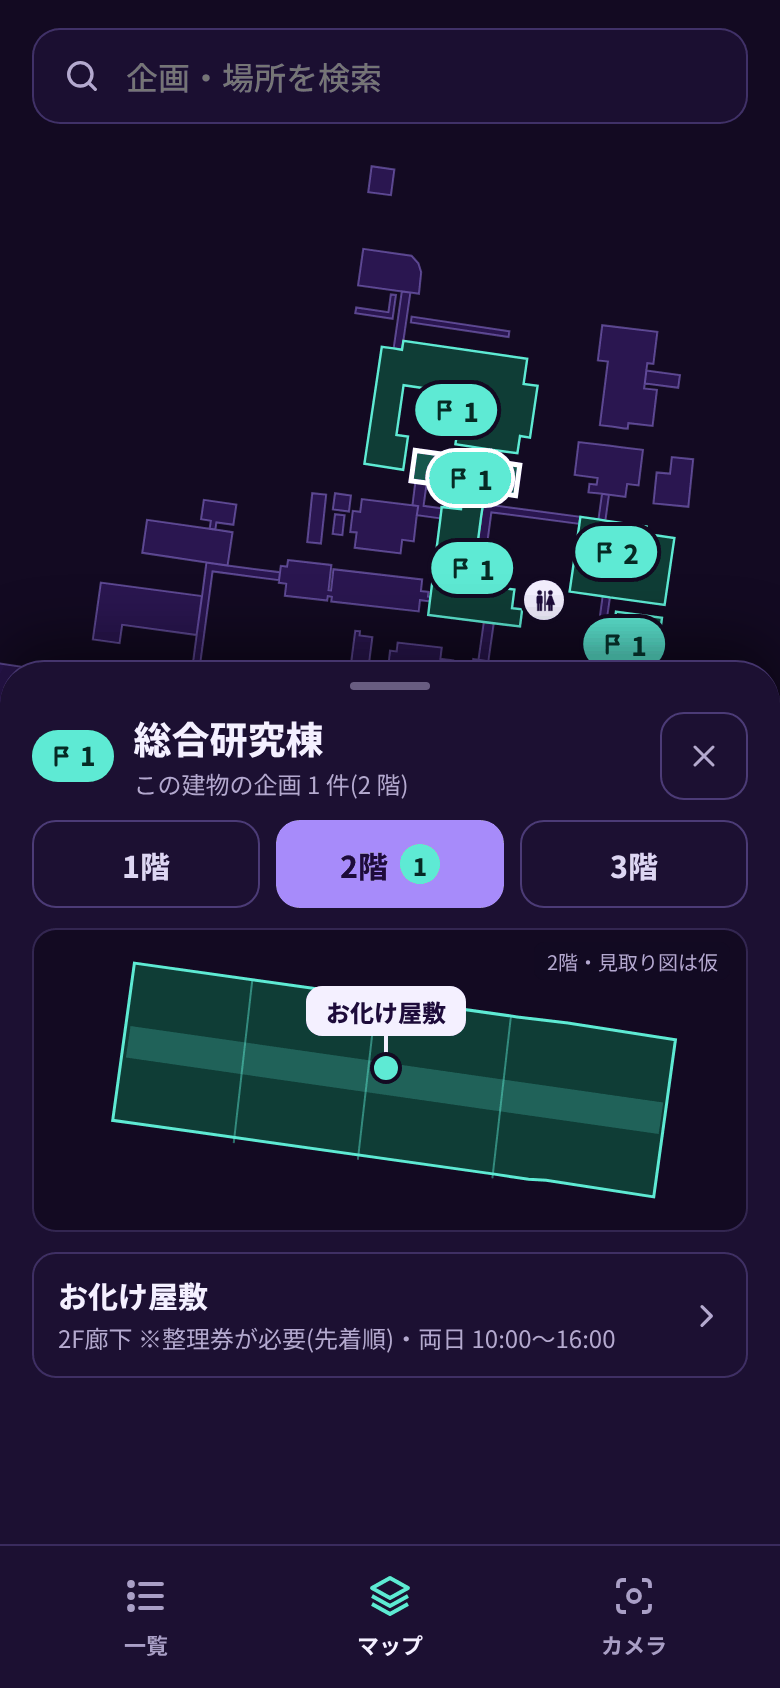 企画・場所を検索
1
1
1
2
1
1
総合研究棟
この建物の企画 1 件(2 階)
1階
2階 1
3階
2階・見取り図は仮
お化け屋敷
お化け屋敷
2F廊下 ※整理券が必要(先着順)・両日 10:00〜16:00
一覧
マップ
カメラ